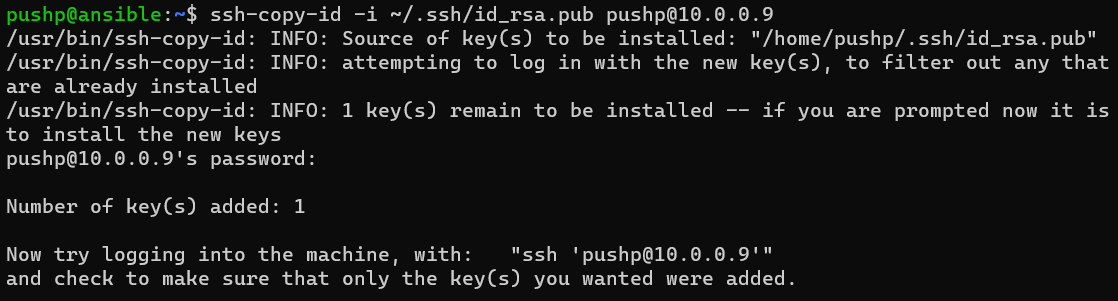 pushp@ansible:~$ ssh-copy-id -i ~/.ssh/id_rsa.pub pushp@10.0.0.9
/usr/bin/ssh-copy-id: INFO: Source of key(s) to be installed: "/home/pushp/.ssh/id_rsa.pub"
/usr/bin/ssh-copy-id: INFO: attempting to log in with the new key(s), to filter out any that
are already installed
/usr/bin/ssh-copy-id: INFO: 1 key(s) remain to be installed -- if you are prompted now it is
to install the new keys
pushp@10.0.0.9's password:
Number of key(s) added: 1
Now try logging into the machine, with:   "ssh 'pushp@10.0.0.9'"
and check to make sure that only the key(s) you wanted were added.